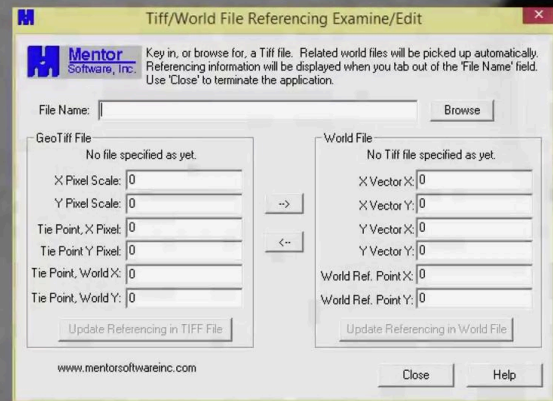 Tiff/World File Referencing Examine/Edit
Mentor
Software, Inc.
Key in, or browse for, a Tiff file. Related world files will be picked up automatically.
Referencing information will be displayed when you tab out of the 'File Name' field.
Use 'Close' to terminate the application.
File Name:
Browse
GeoTiff File
No file specified as yet.
X Pixel Scale: 0
Y Pixel Scale: 0
Tie Point, X Pixel: 0
Tie Point Y Pixel: 0
Tie Point, World X: 0
Tie Point, World Y: 0
Update Referencing in TIFF File
-->
<--
World File
No Tiff file specified as yet.
X Vector X: 0
X Vector Y: 0
Y Vector X: 0
Y Vector Y: 0
World Ref. Point X: 0
World Ref. Point Y: 0
Update Referencing in World File
www.mentorsoftwareinc.com
Close
Help